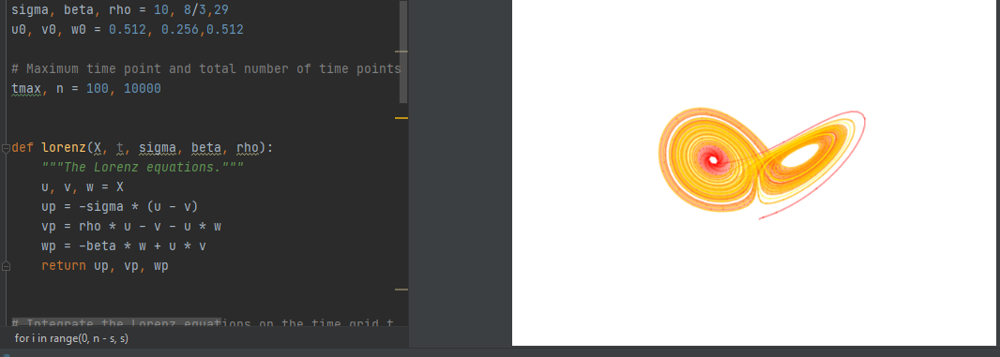 sigma, beta, rho = 10, 8/3,29
u0, v0, w0 = 0.512, 0.256,0.512
# Maximum time point and total number of time points
tmax, n = 100, 10000
def lorenz(X, t, sigma, beta, rho):
"""The Lorenz equations."""
u, v, w = X
up = -sigma * (u - v)
vp = rho * u - v - u * w
wp = -beta * w + u * v
return up, vp, wp
# Integrate the Lorenz equations on the time grid t
for i in range(0, n - s, s)